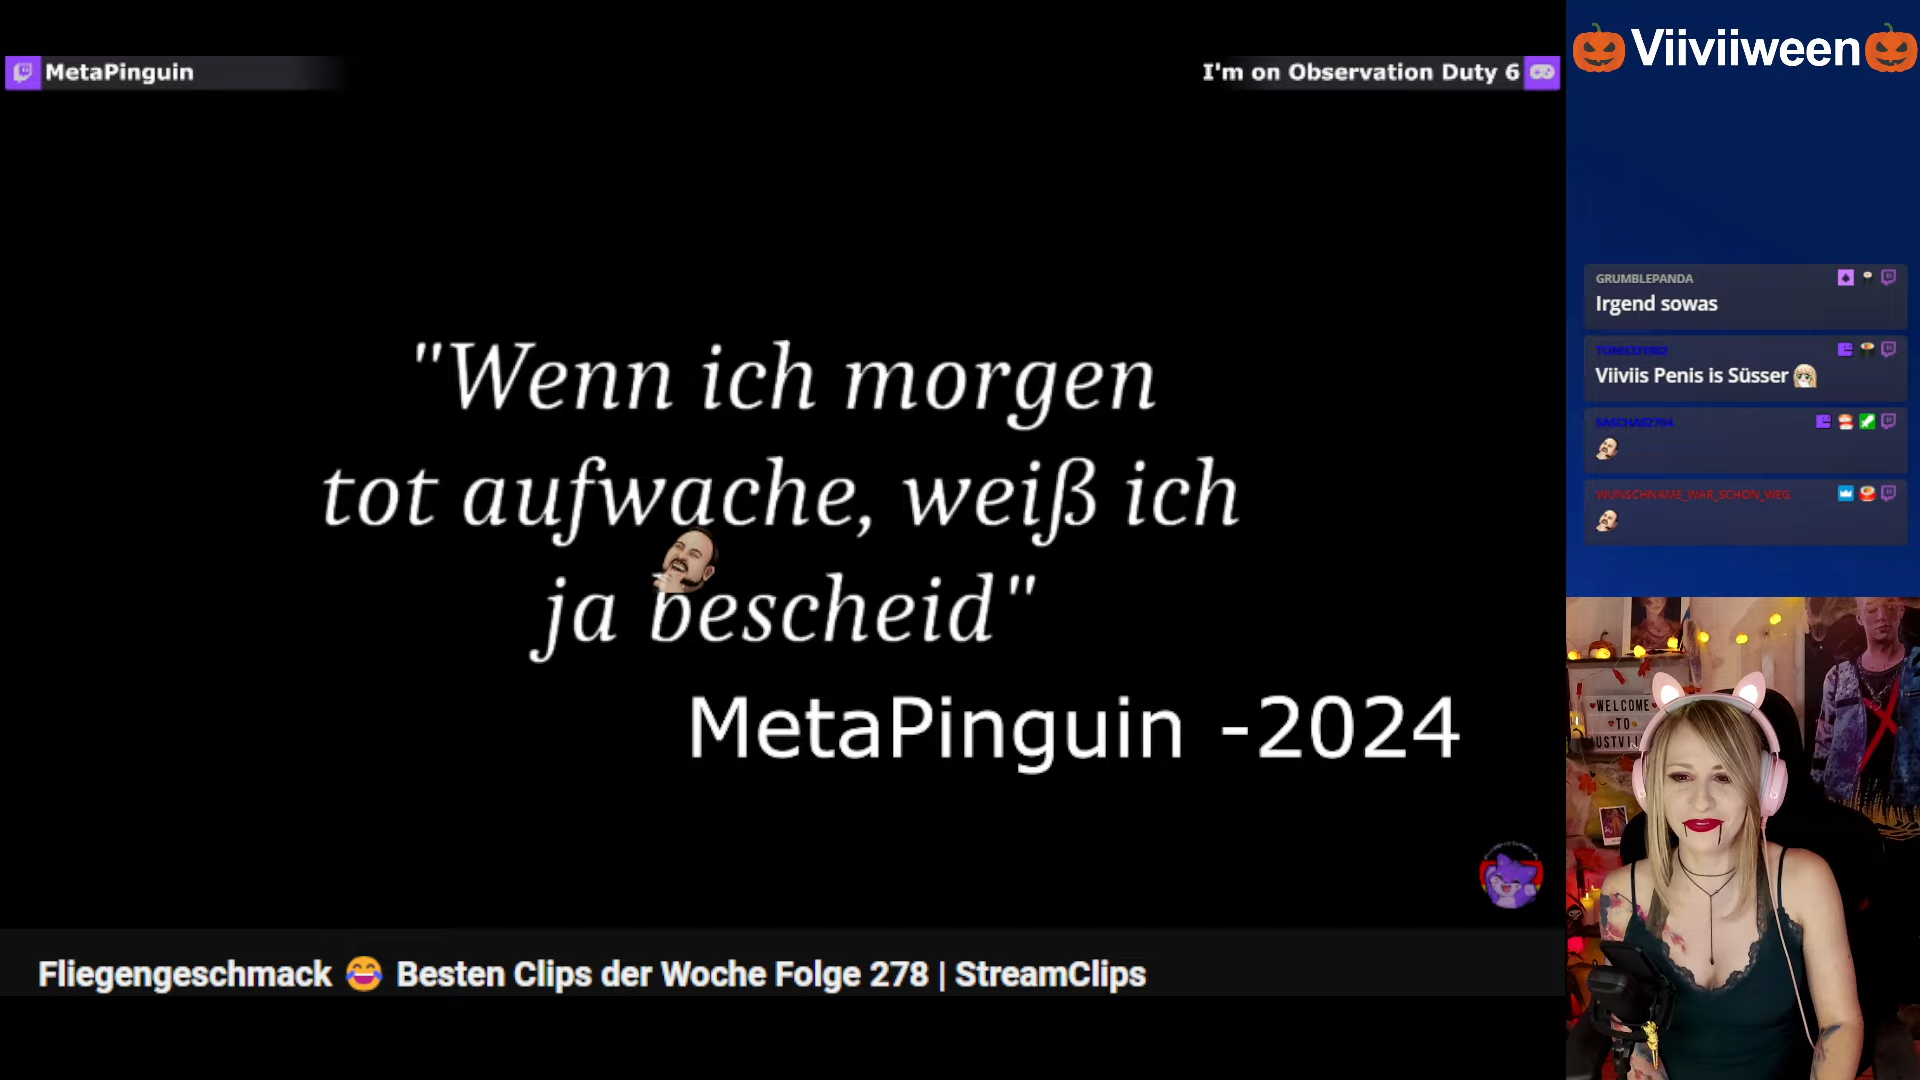 MetaPinguin
I'm on Observation Duty 6
"Wenn ich morgen
tot aufwache, weiß ich
ja bescheid"
MetaPinguin -2024
Fliegengeschmack 😂 Besten Clips der Woche Folge 278 | StreamClips
🎃Viiviiween🎃
GRUMBLEPANDA
Irgend sowas
Viiviis Penis is Süsser
WUNSCHNAME_WAR_SCHON_WEG
WELCOME
TO